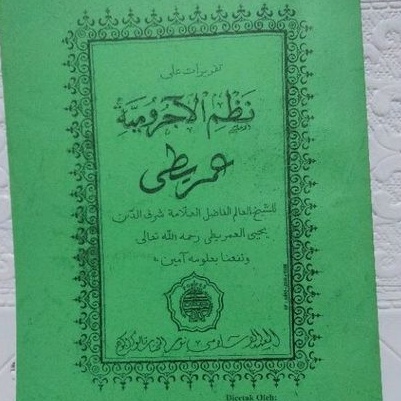 تقريرات على
نظم الآجرومية
عمريطى
للشيخ العالم الفاضل العلامة شرف الدين
يحيى العمريطى رحمه الله تعالى
ونفعنا بعلومه آمين
Dicetak Oleh: